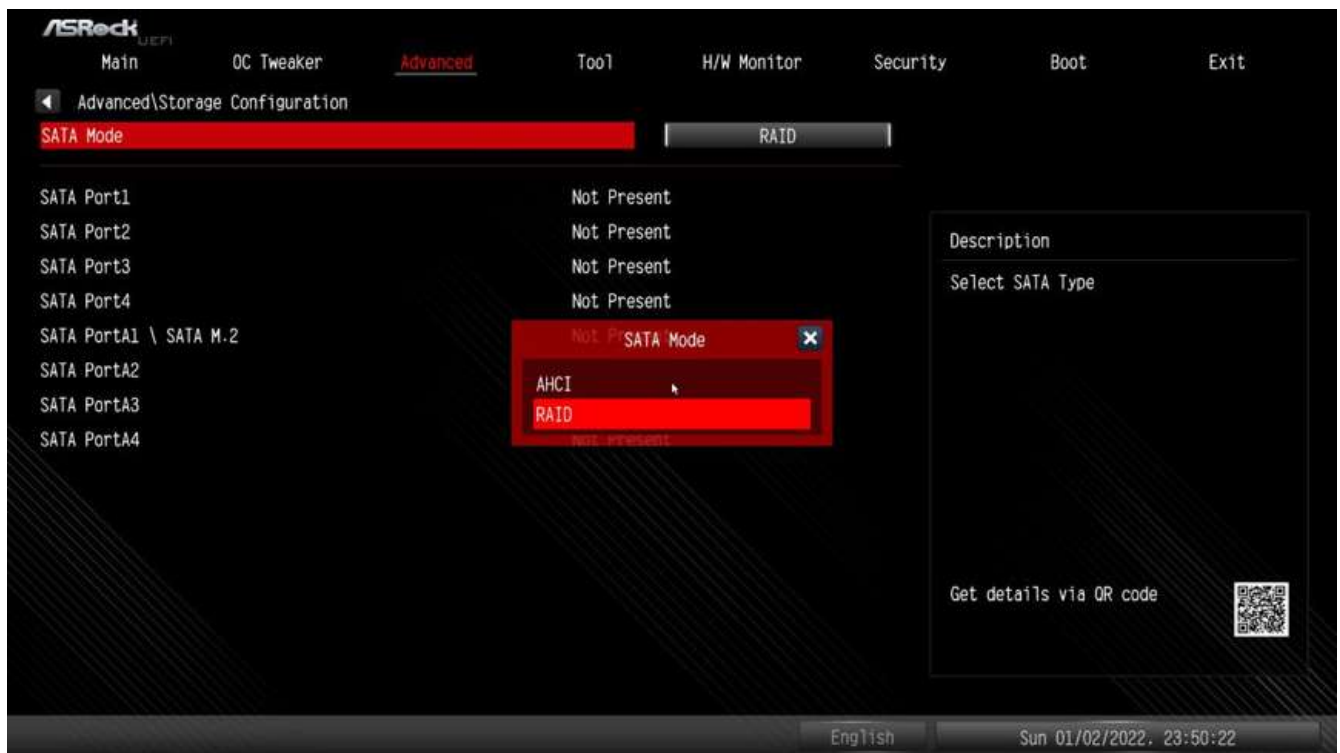 ASRock
UEFI
Main OC Tweaker Advanced Tool H/W Monitor Security Boot Exit
Advanced\Storage Configuration
SATA Mode RAID
SATA Port1 Not Present
SATA Port2 Not Present
SATA Port3 Not Present
SATA Port4 Not Present
SATA PortA1 \ SATA M.2 Not
SATA PortA2
SATA PortA3
SATA PortA4 Not Present
SATA Mode
AHCI
RAID
Description
Select SATA Type
Get details via QR code
English Sun 01/02/2022. 23:50:22